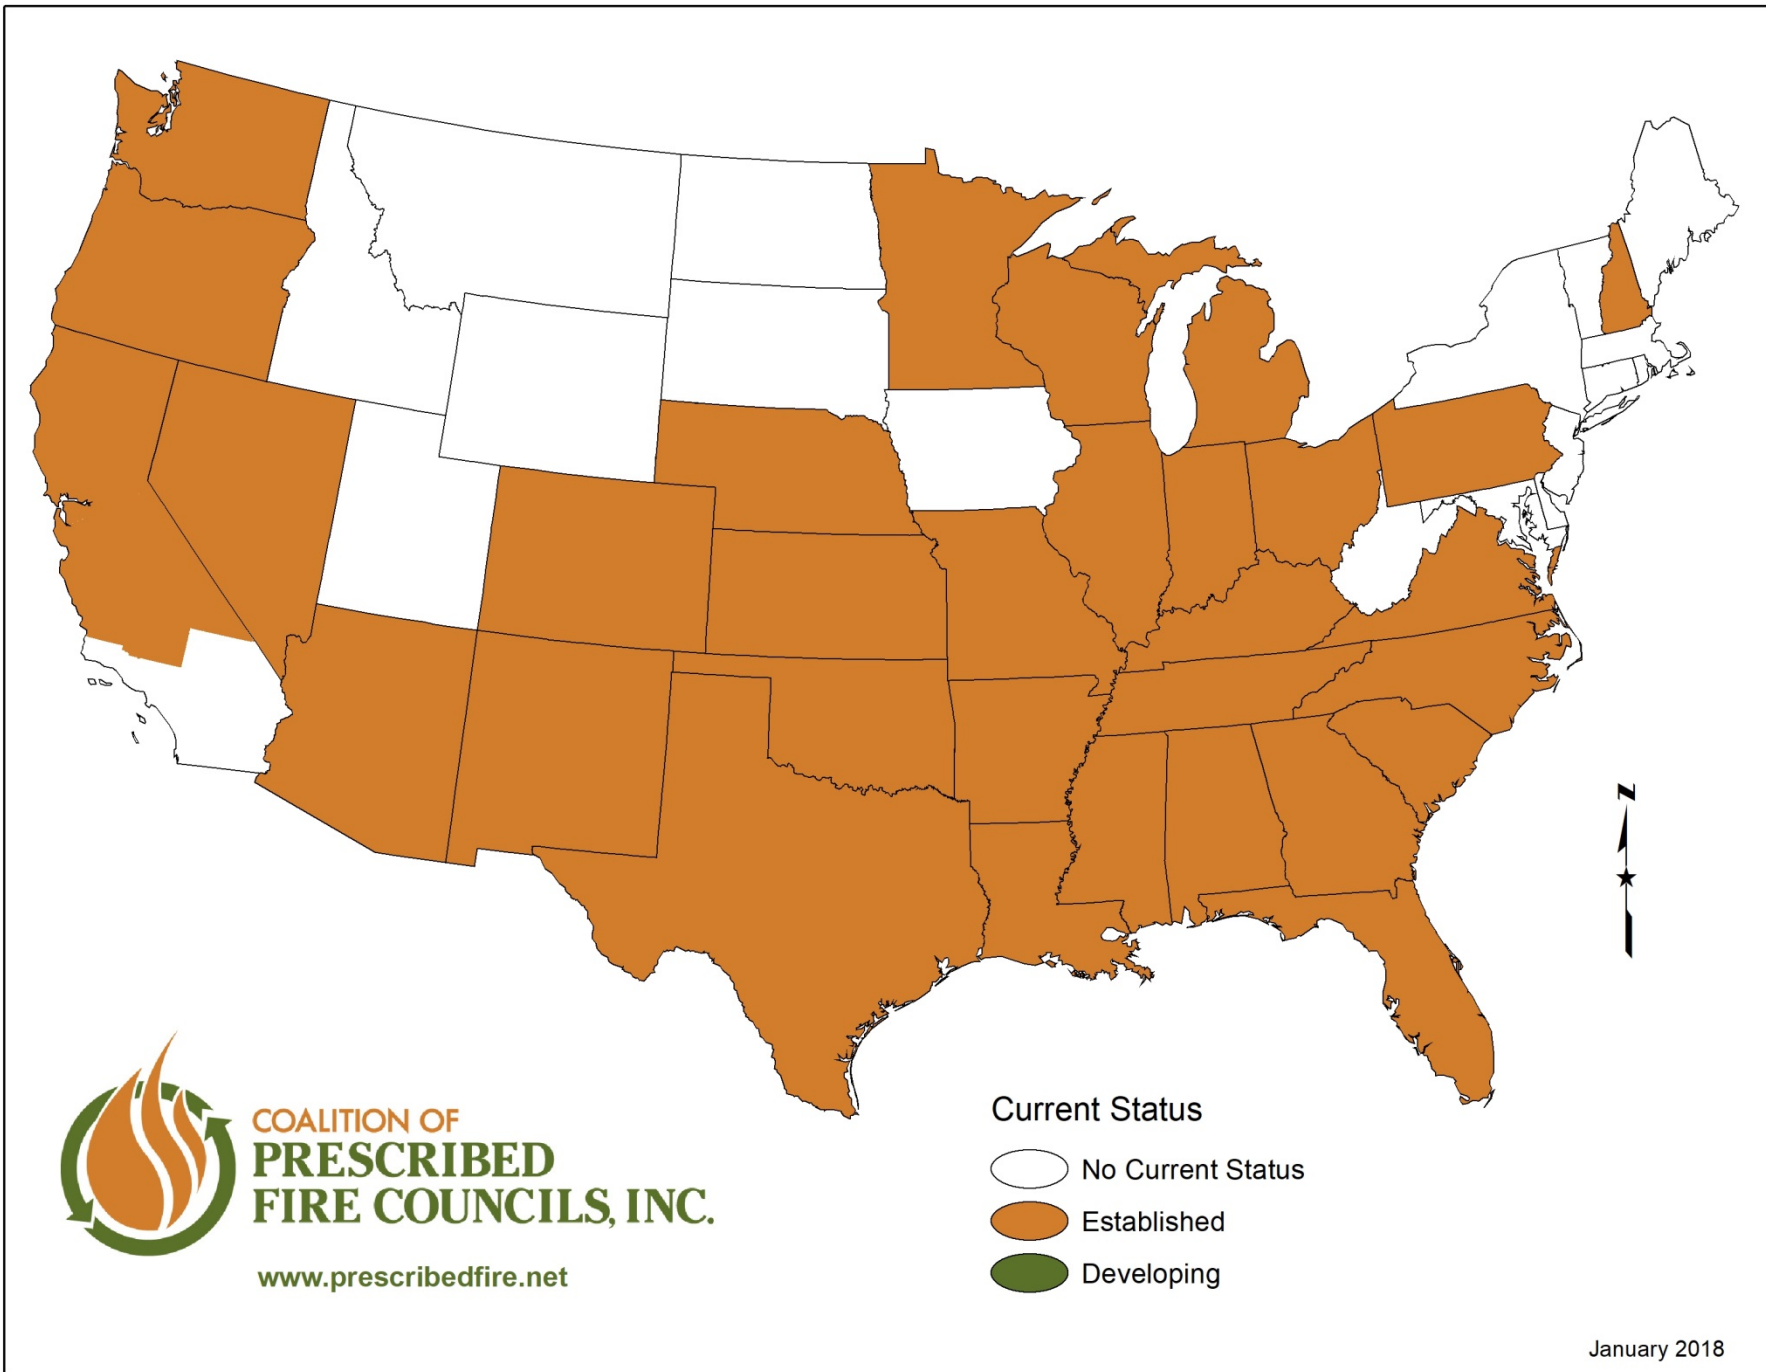 N
COALITION OF
PRESCRIBED
FIRE COUNCILS, INC.
www.prescribedfire.net
Current Status
No Current Status
Established
Developing
January 2018